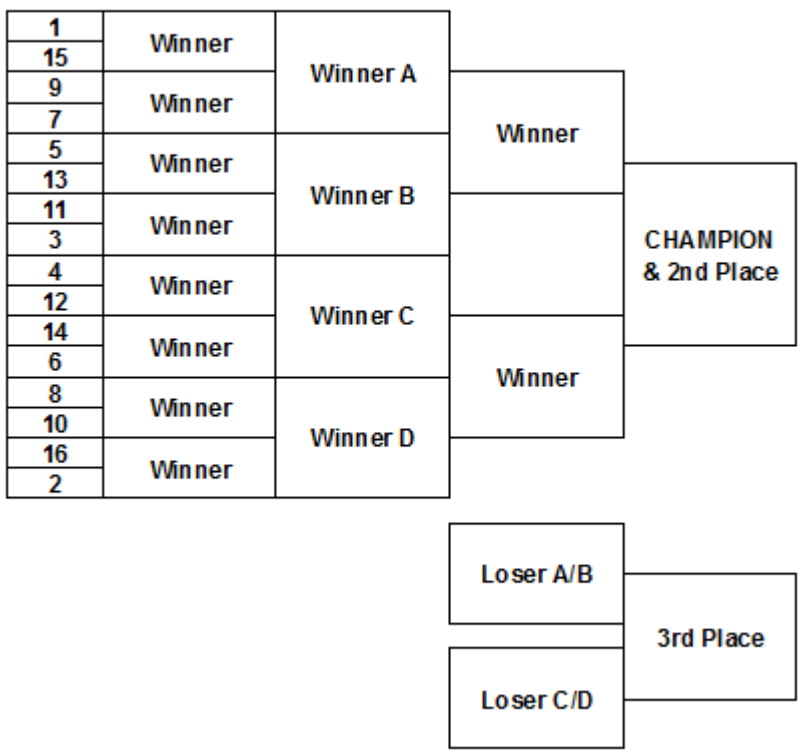 1
15
Winner
Winner A
9
7
Winner
Winner
5
13
Winner
Winner B
11
3
Winner
CHAMPION
& 2nd Place
4
12
Winner
Winner C
14
6
Winner
Winner
8
10
Winner
Winner D
16
2
Winner
Loser A/B
3rd Place
Loser C/D